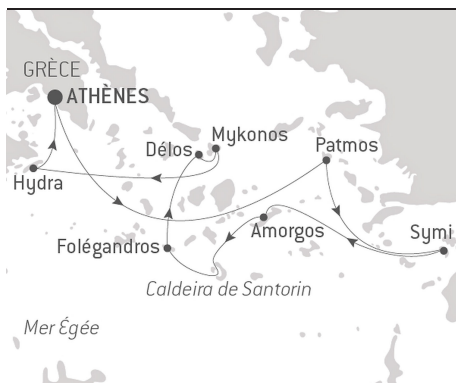 GRÈCE
ATHÈNES
Mykonos
Délos
Patmos
Hydra
Amorgos
Symi
Folégandros
Caldeira de Santorin
Mer Égée